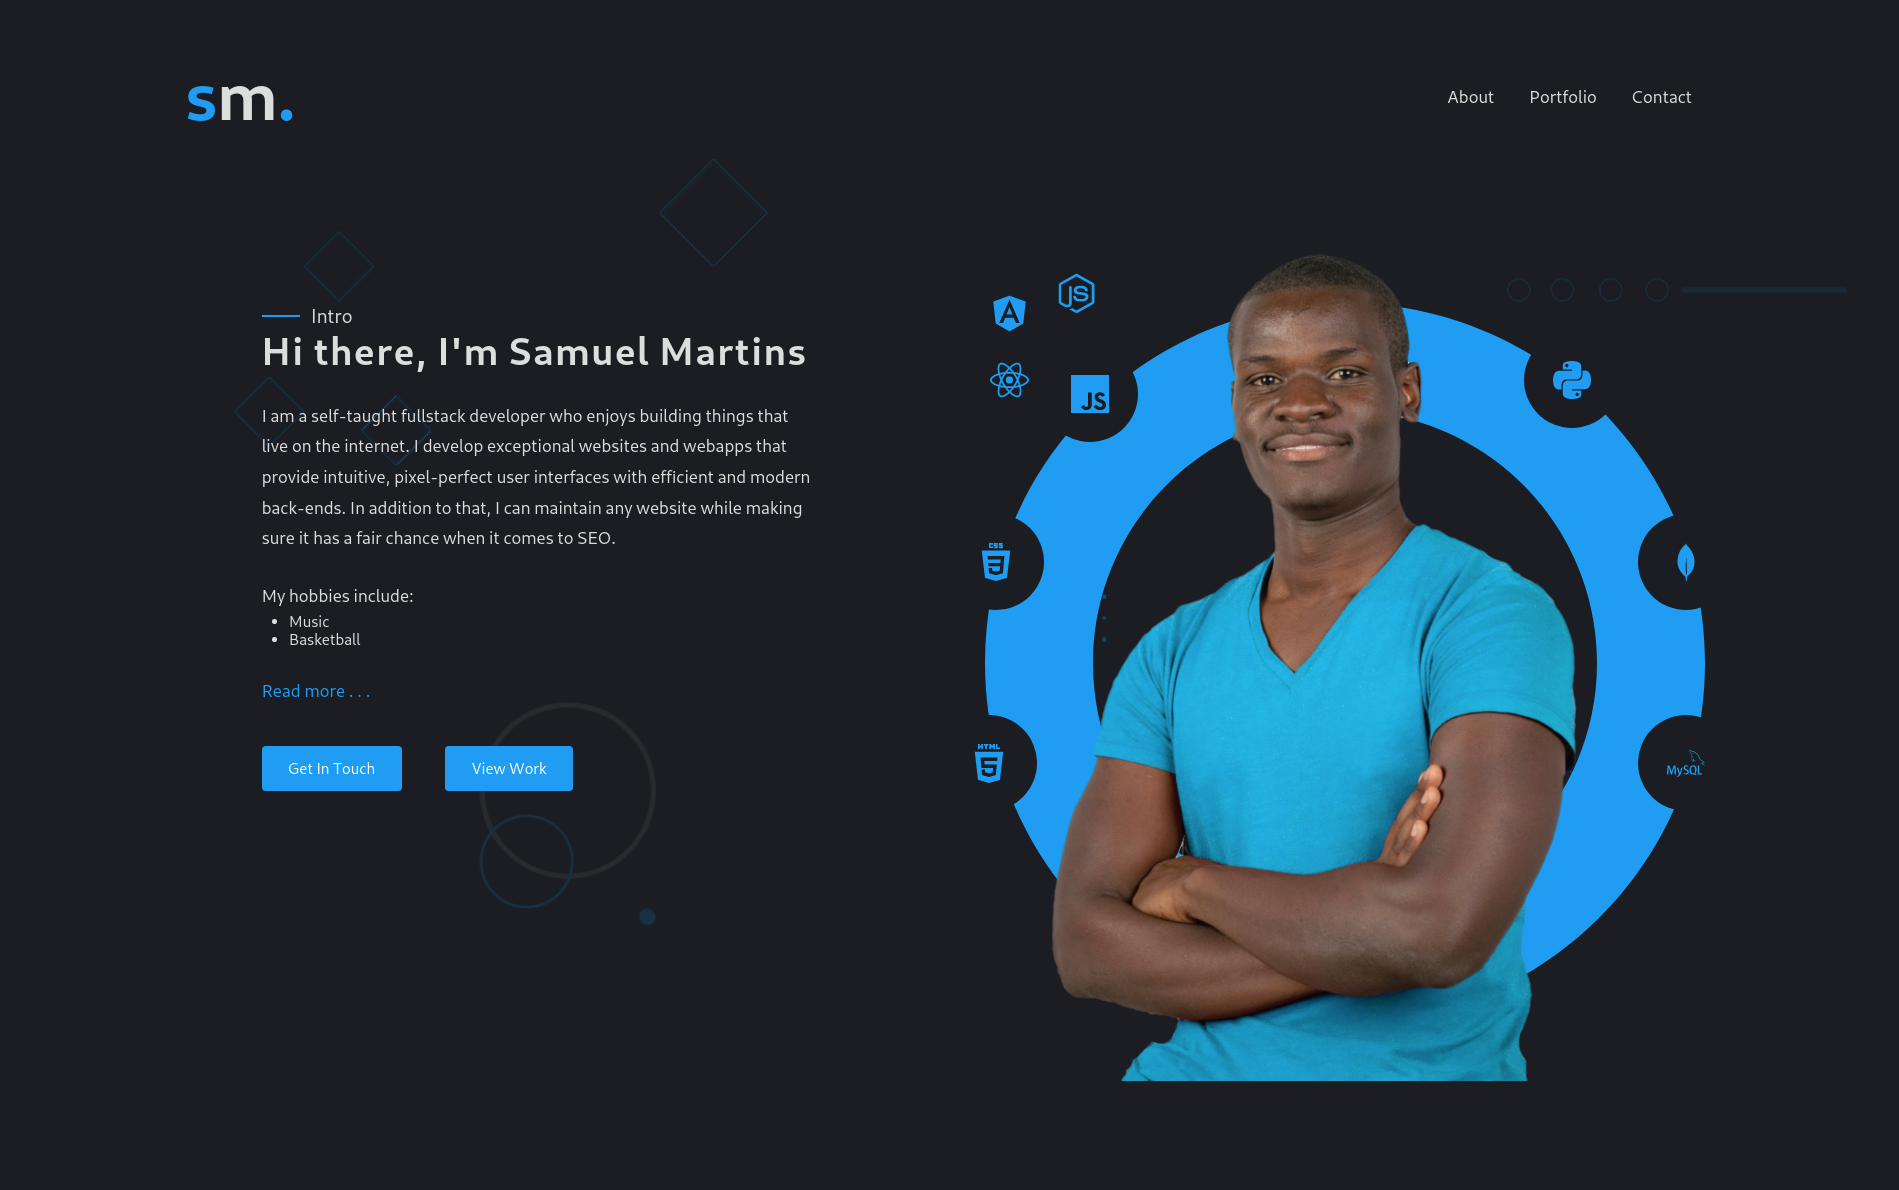 sm.
About Portfolio Contact
Intro
Hi there, I'm Samuel Martins
I am a self-taught fullstack developer who enjoys building things that
live on the internet. I develop exceptional websites and webapps that
provide intuitive, pixel-perfect user interfaces with efficient and modern
back-ends. In addition to that, I can maintain any website while making
sure it has a fair chance when it comes to SEO.
My hobbies include:
• Music
• Basketball
Read more . . .
Get In Touch View Work
JS
A
JS
CSS
3
HTML
5
MySQL